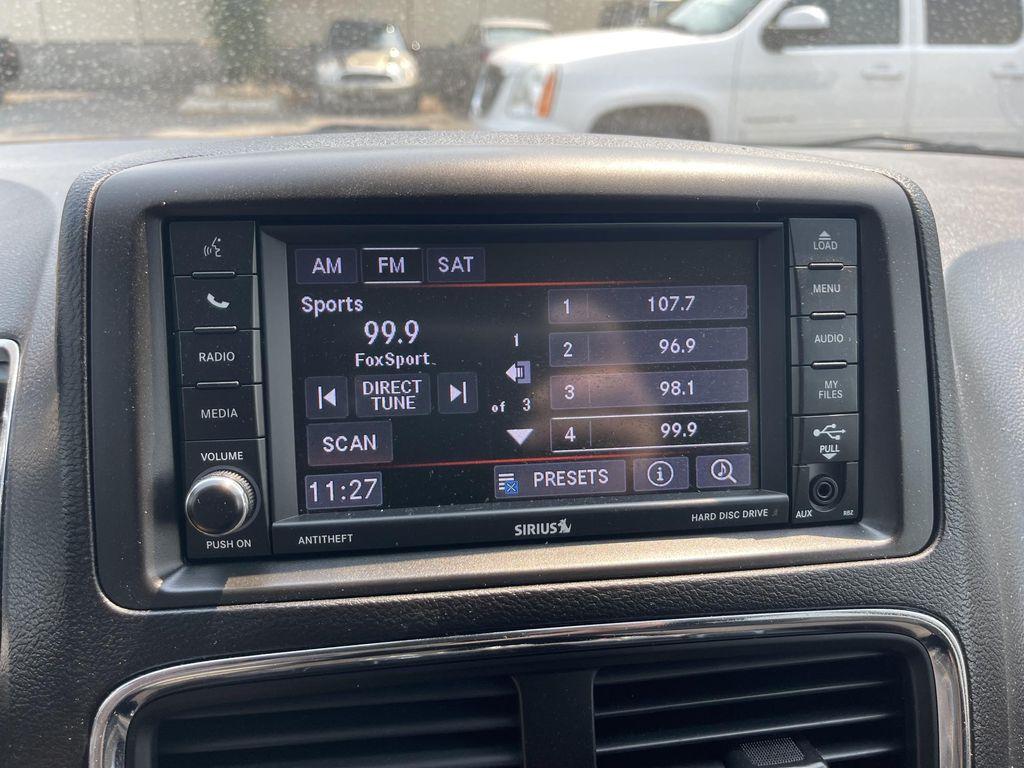 AM FM SAT
Sports
99.9
FoxSport
DIRECT
TUNE
SCAN
11:27
1
of 3
1 107.7
2 96.9
3 98.1
4 99.9
PRESETS
RADIO
MEDIA
VOLUME
PUSH ON
ANTITHEFT
SIRIUS
HARD DISC DRIVE
LOAD
MENU
AUDIO
MY
FILES
PULL
AUX RBZ